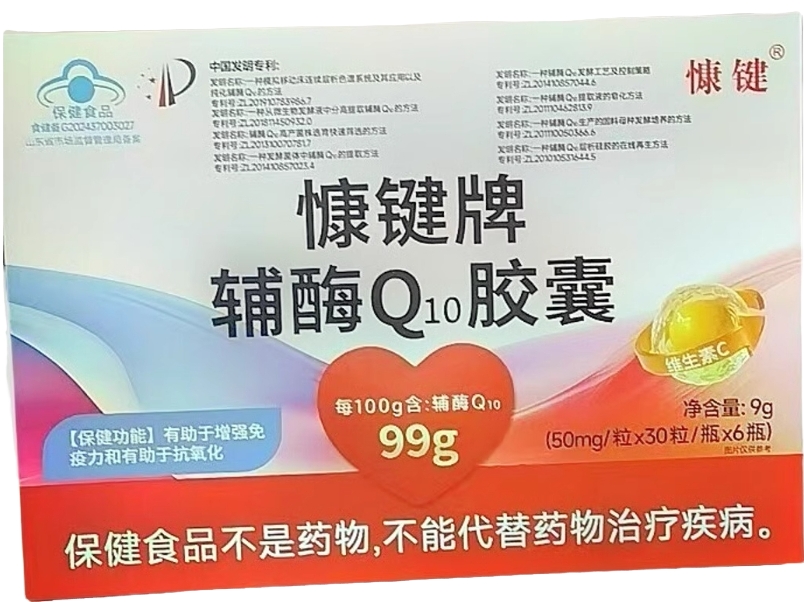 保健食品
食健备G202437003027
山东省市场监督管理局备案
中国发明专利:
发明名称:一种模拟移动床连续层析色谱系统及其应用以及
纯化辅酶Q10的方法
专利号:ZL201910783986.7
发明名称:一种从微生物发酵液中分离提取辅酶Q10的方法
专利号:ZL201811450932.0
发明名称:辅酶Q10高产菌株选育快速筛选的方法
专利号:ZL201310070781.7
发明名称:一种发酵菌体中辅酶Q10的提取方法
专利号:ZL201410857023.4
发明名称:一种辅酶Q10发酵工艺及控制策略
专利号:ZL201410857044.6
发明名称:一种辅酶Q10提取液的皂化方法
专利号:ZL201110462813.9
发明名称:一种辅酶Q10生产的固料母种发酵培养的方法
专利号:ZL201110050366.6
发明名称:一种辅酶Q10层析硅胶的在线再生方法
专利号:ZL201010531644.5
慷键®
慷键牌
辅酶Q10胶囊
维生素C
每100g含:辅酶Q10
99g
净含量: 9g
(50mg/粒x30粒/瓶x6瓶)
图片仅供参考
【保健功能】有助于增强免
疫力和有助于抗氧化
保健食品不是药物,不能代替药物治疗疾病。